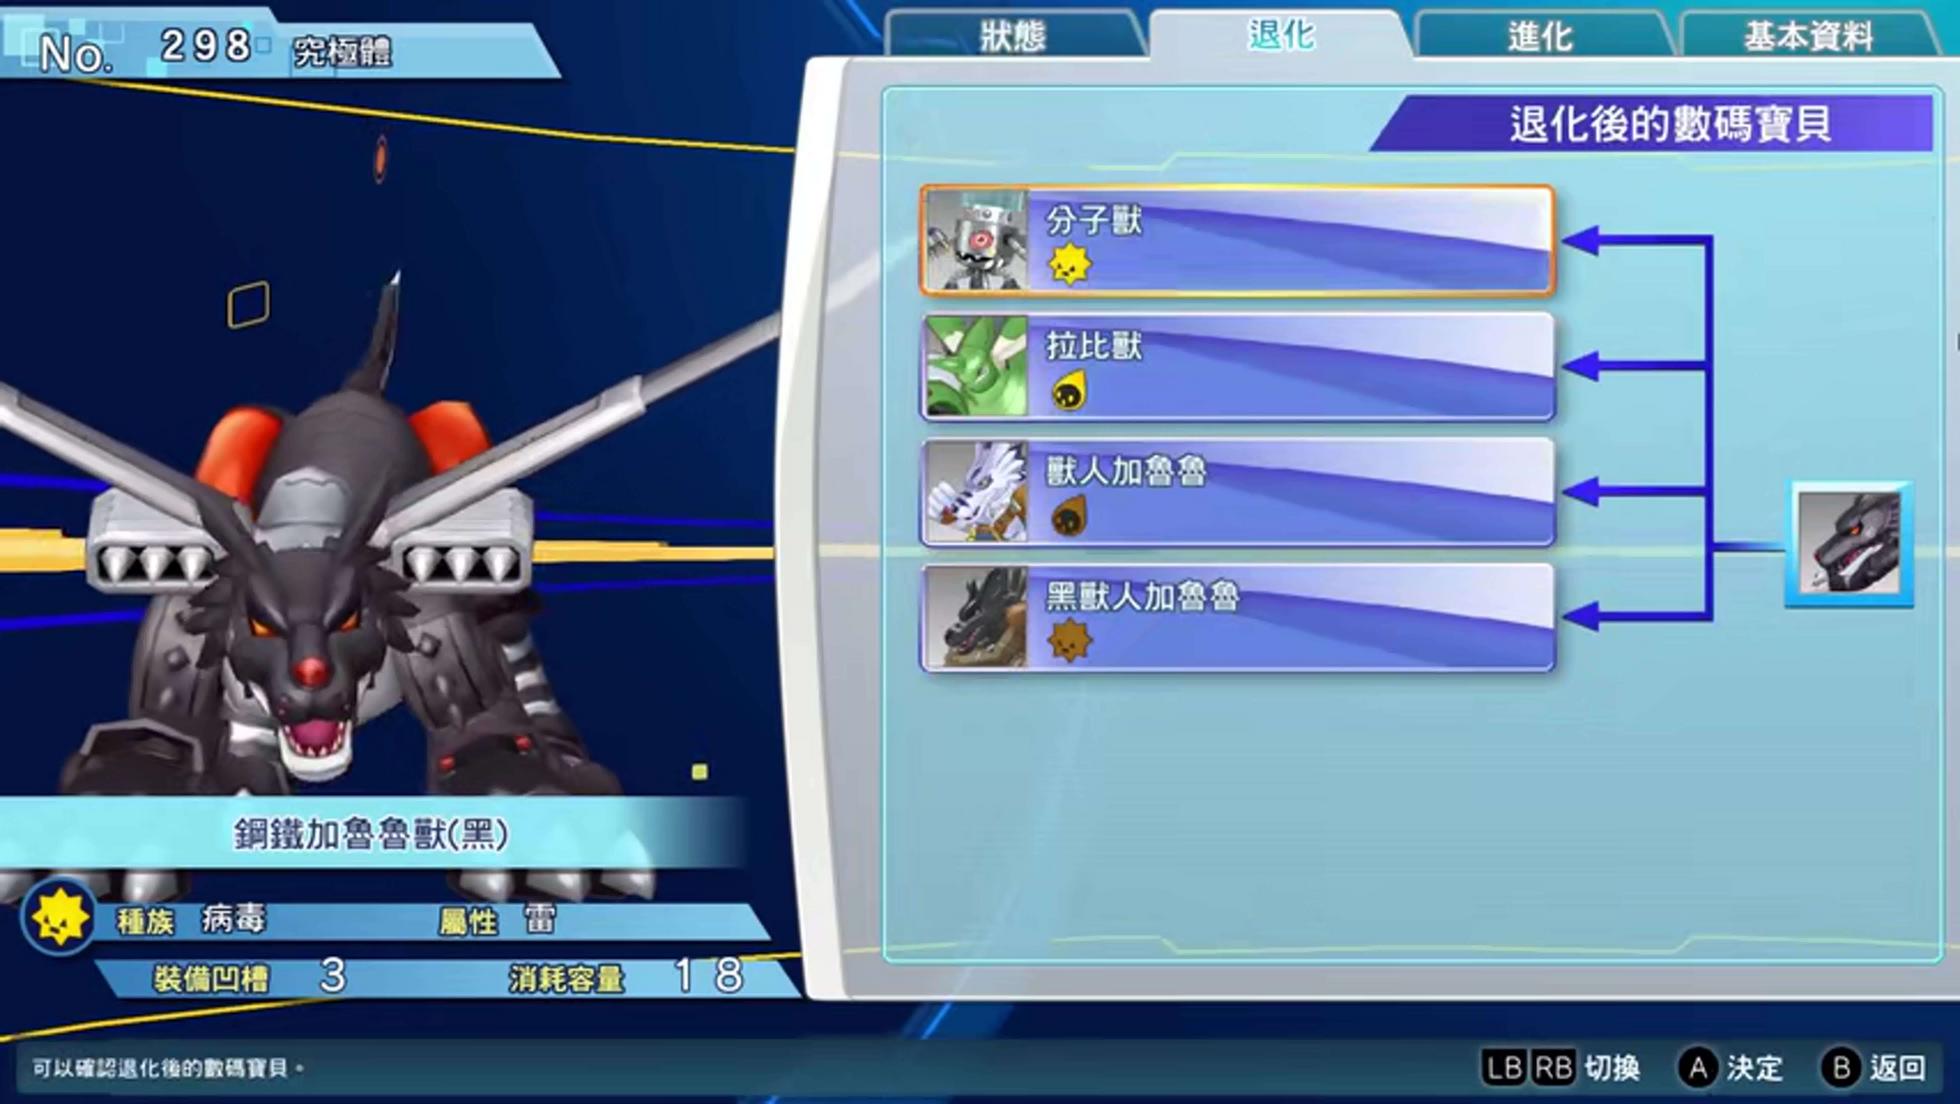 No. 298 究極體
狀態 退化 進化 基本資料
退化後的數碼寶貝
分子獸
拉比獸
獸人加魯魯
黑獸人加魯魯
鋼鐵加魯魯獸(黑)
種族 病毒 屬性 雷
裝備凹槽 3 消耗容量 18
可以確認退化後的數碼寶貝。
LB RB 切換 A 決定 B 返回